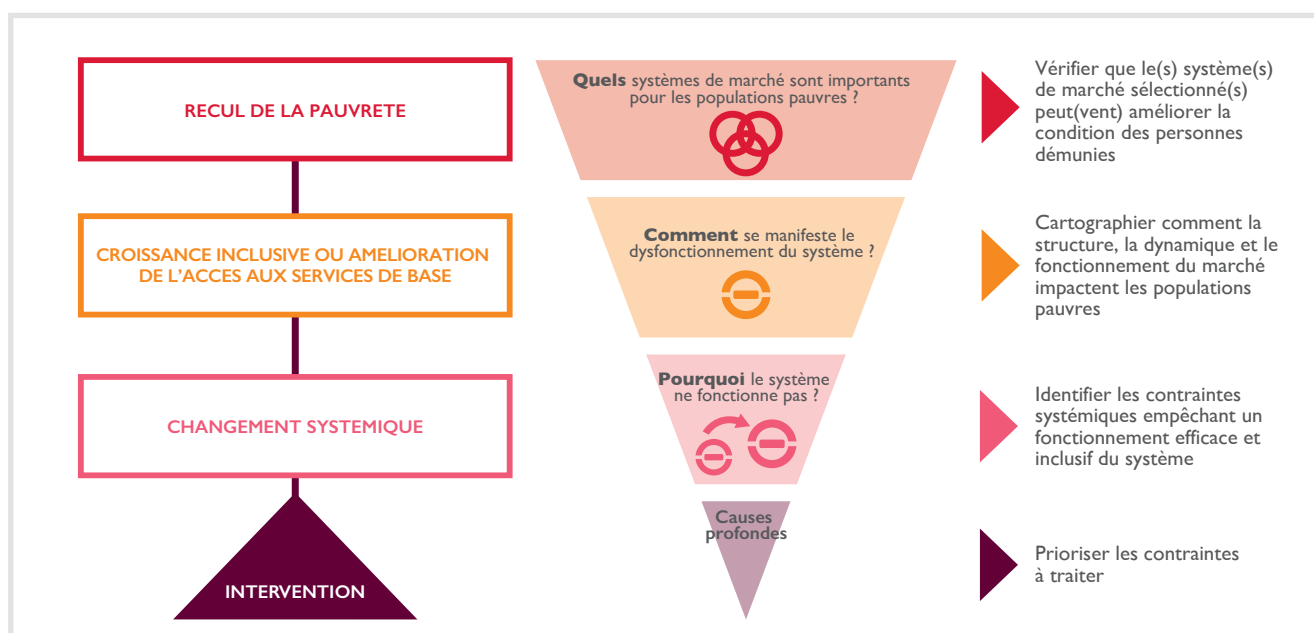 RECUL DE LA PAUVRETE
Quels systèmes de marché sont importants
pour les populations pauvres ?
Vérifier que le(s) système(s)
de marché sélectionné(s)
peut(vent) améliorer la
condition des personnes
démunies
CROISSANCE INCLUSIVE OU AMELIORATION
DE L’ACCES AUX SERVICES DE BASE
Comment se manifeste le
dysfonctionnement du système ?
Cartographier comment la
structure, la dynamique et le
fonctionnement du marché
impactent les populations
pauvres
CHANGEMENT SYSTEMIQUE
Pourquoi le système
ne fonctionne pas ?
Identifier les contraintes
systémiques empêchant un
fonctionnement efficace et
inclusif du système
INTERVENTION
Causes
profondes
Prioriser les contraintes
à traiter